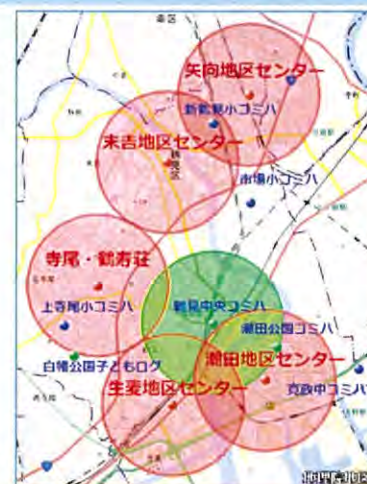 矢向地区センター
新鶴見小コミハ
末吉地区センター
市場小コミハ
寺尾・鶴寿荘
上寺尾小コミハ
鶴見中央コミハ
潮田公園コミハ
白幡公園子どもログ
潮田地区センター
生麦地区センター
寛政中コミハ